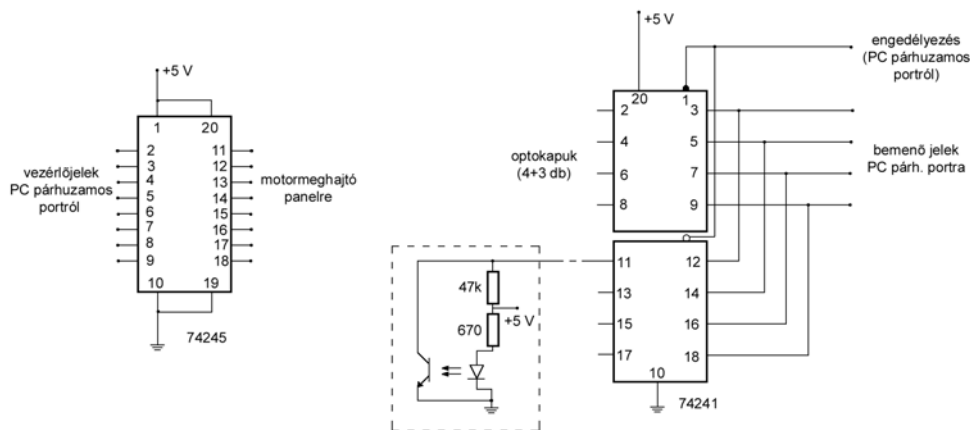 +5 V
1 20
vezérlőjelek
PC párhuzamos
portról
2 11
3 12
4 13
5 14
6 15
7 16
8 17
9 18
motormeghajtó
panelre
10 19
74245
+5 V
engedélyezés
(PC párhuzamos
portról)
20 1
2 3
4 5
6 7
8 9
optokapuk
(4+3 db)
bemenő jelek
PC párh. portra
11 12
13 14
15 16
17 18
10
74241
47k
+5 V
670